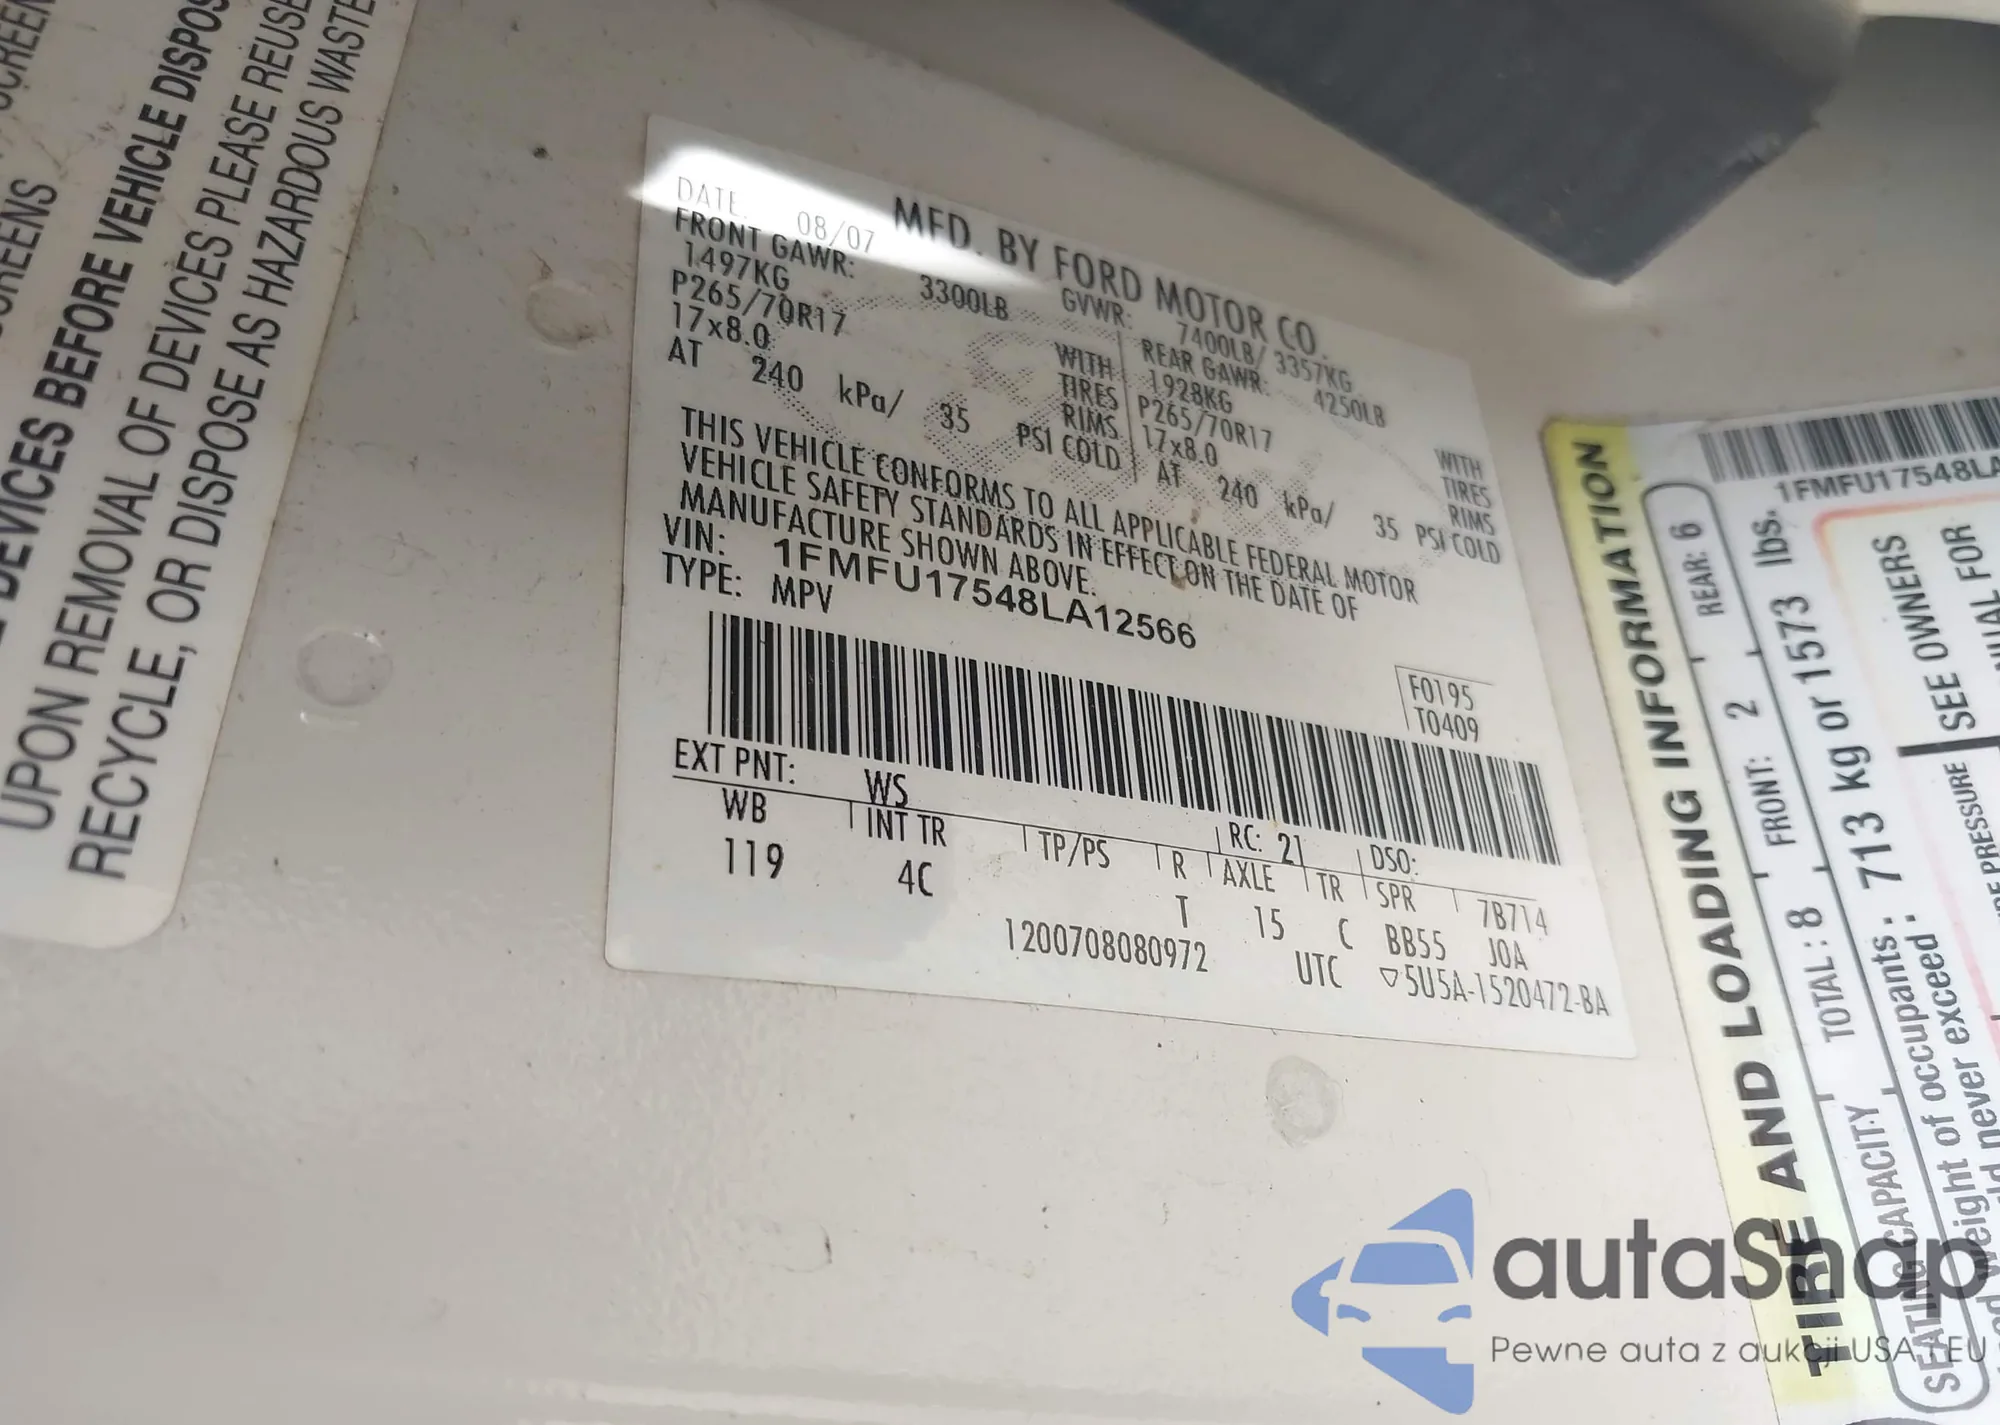 SCREENS
DEVICES BEFORE VEHICLE
UPON REMOVAL OF DEVICES PLEASE REUSE
RECYCLE, OR DISPOSE AS HAZARDOUS WASTE
MFD. BY FORD MOTOR CO.
DATE 08/07 GVWR: 7400LB/ 3357KG
FRONT GAWR: 3300LB REAR GAWR: 4250LB
1497KG WITH 1928KG WITH
P265/70R17 TIRES P265/70R17 TIRES
17x8.0 RIMS 17x8.0 RIMS
AT 240 kPa/ 35 PSI COLD AT 240 kPa/ 35 PSI COLD
THIS VEHICLE CONFORMS TO ALL APPLICABLE FEDERAL MOTOR
VEHICLE SAFETY STANDARDS IN EFFECT ON THE DATE OF
MANUFACTURE SHOWN ABOVE.
VIN: 1FMFU17548LA12566
TYPE: MPV
F0195
T0409
EXT PNT: WS RC: 21 DSO:
WB INT TR TP/PS R AXLE TR SPR 7B714
119 4C T 15 C BB55 J0A
1200708080972 UTC ▽5U5A-1520472-BA
1FMFU17548LA
TIRE AND LOADING INFORMATION
SEATING CAPACITY TOTAL : 8 FRONT: 2 REAR: 6
weight of occupants : 713 kg or 1573 lbs.
never exceed :
SEE OWNERS
FOR
PRESSURE
autaSnap
Pewne auta z aukcji USA i EU